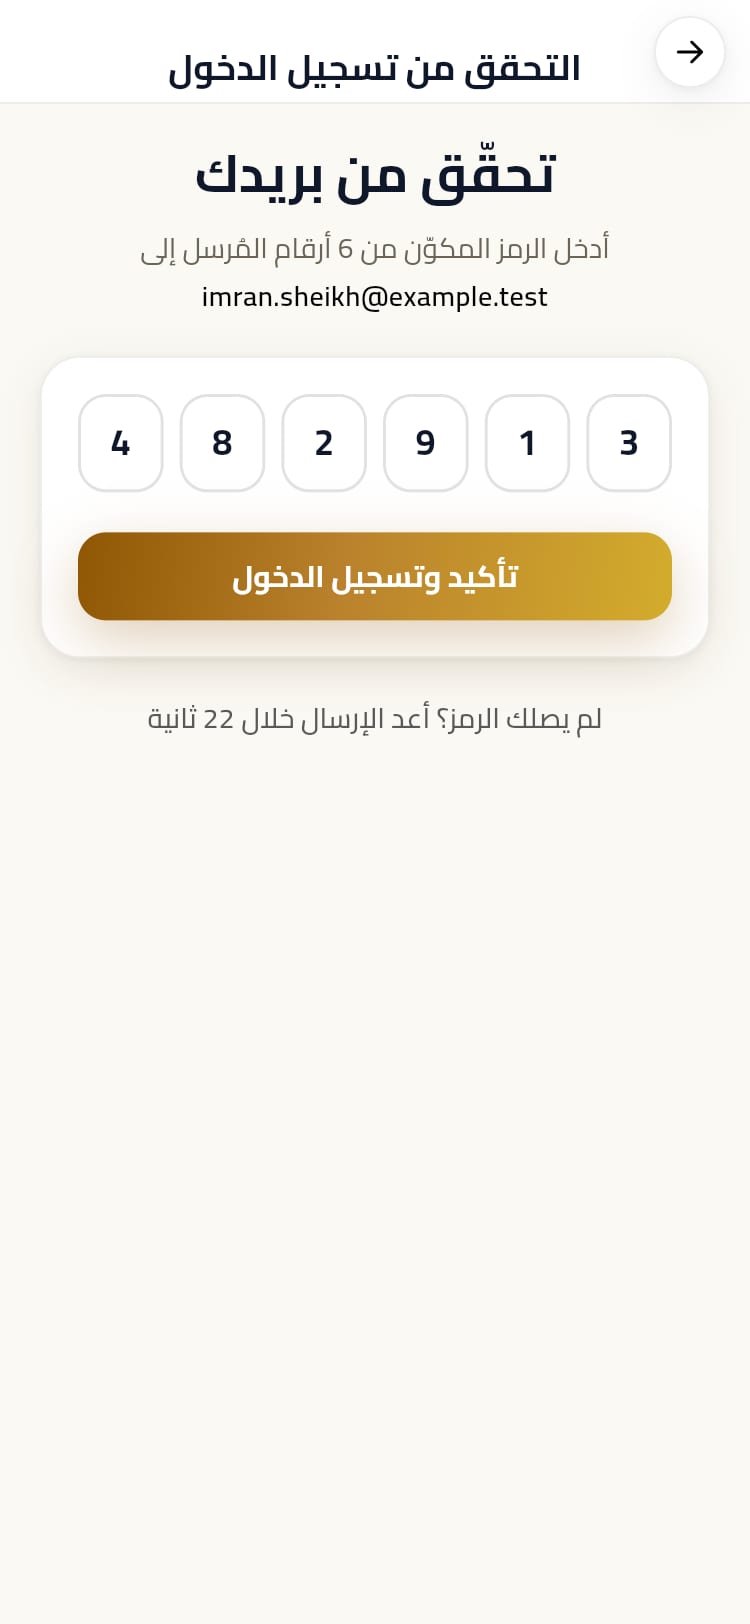 التحقق من تسجيل الدخول
تحقّق من بريدك
أدخل الرمز المكوّن من 6 أرقام المُرسل إلى
imran.sheikh@example.test
4 8 2 9 1 3
تأكيد وتسجيل الدخول
لم يصلك الرمز؟ أعد الإرسال خلال 22 ثانية